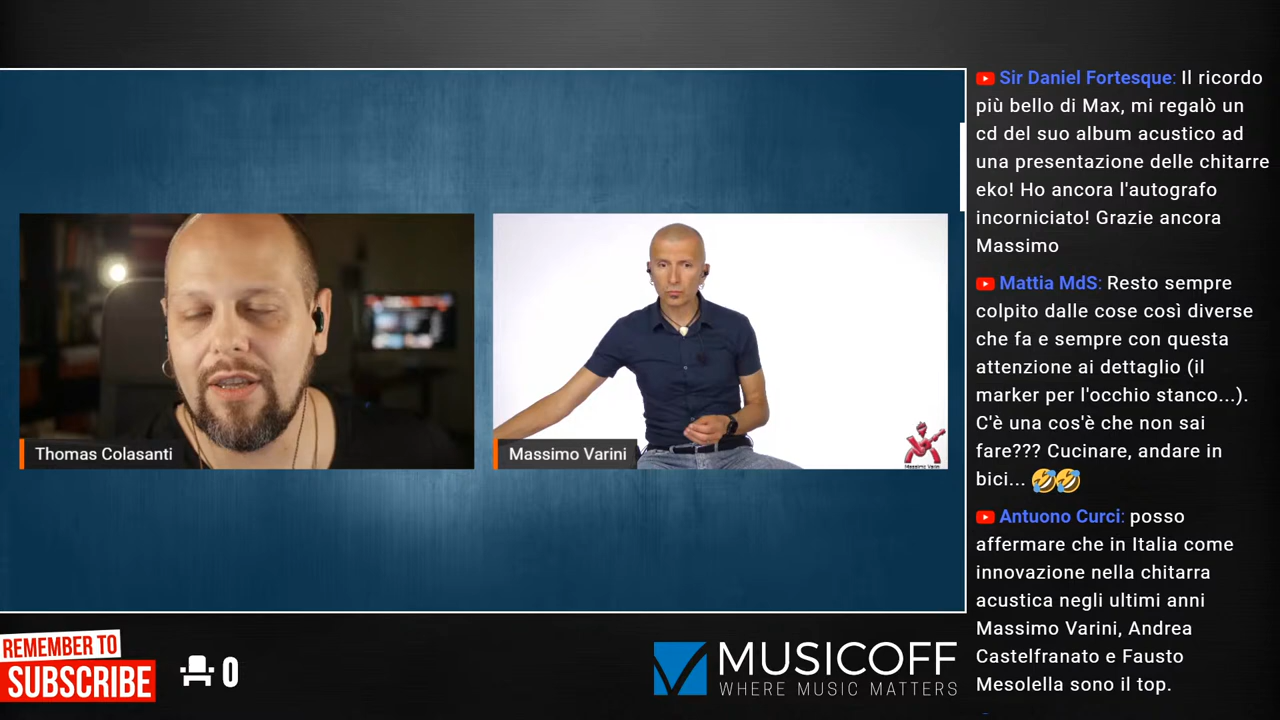 Sir Daniel Fortesque: Il ricordo
più bello di Max, mi regalò un
cd del suo album acustico ad
una presentazione delle chitarre
eko! Ho ancora l'autografo
incorniciato! Grazie ancora
Massimo
Mattia MdS: Resto sempre
colpito dalle cose così diverse
che fa e sempre con questa
attenzione ai dettaglio (il
marker per l'occhio stanco...).
C'è una cos'è che non sai
fare??? Cucinare, andare in
bici... 🤣🤣
Antuono Curci: posso
affermare che in Italia come
innovazione nella chitarra
acustica negli ultimi anni
Massimo Varini, Andrea
Castelfranato e Fausto
Mesolella sono il top.
Thomas Colasanti
Massimo Varini
Massimo Varini
REMEMBER TO
SUBSCRIBE
0
MUSICOFF
WHERE MUSIC MATTERS